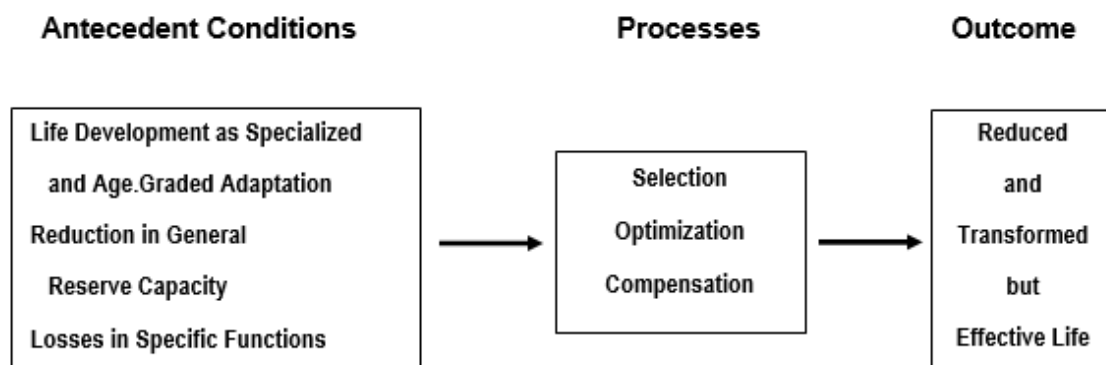 Antecedent Conditions
Processes
Outcome
Life Development as Specialized
and Age.Graded Adaptation
Reduction in General
Reserve Capacity
Losses in Specific Functions
Selection
Optimization
Compensation
Reduced
and
Transformed
but
Effective Life